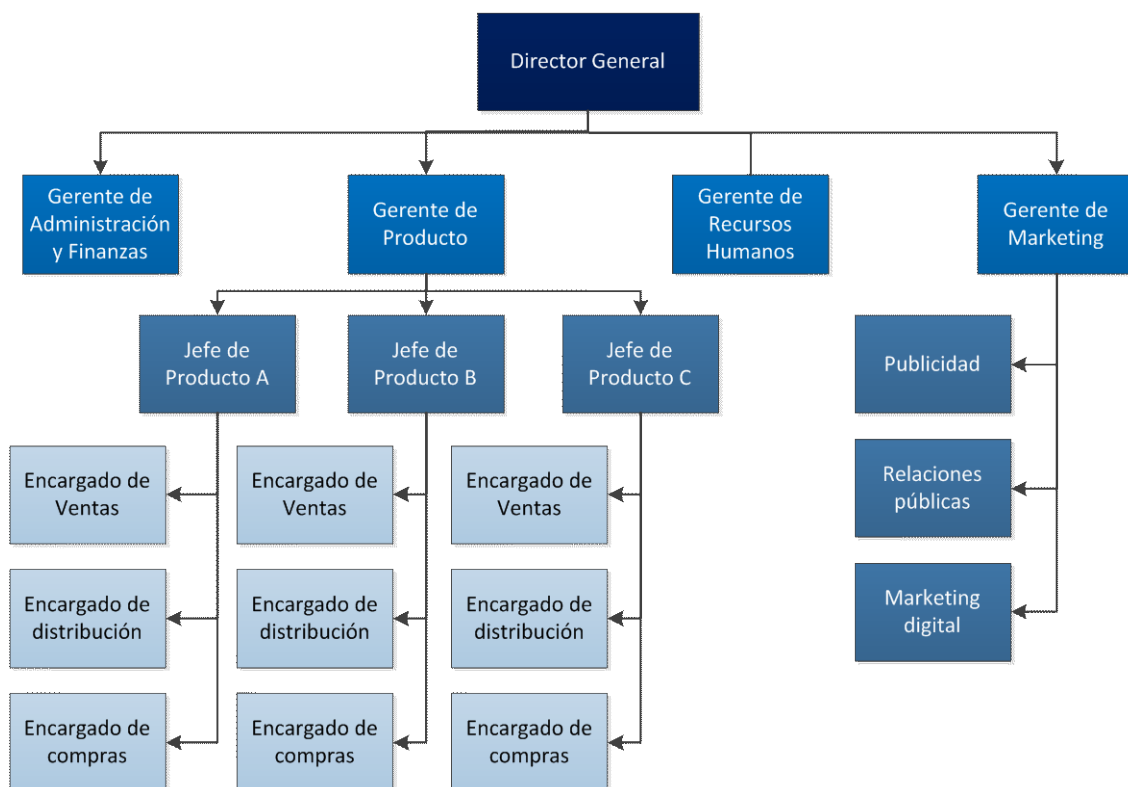 Director General
Gerente de
Administración
y Finanzas
Gerente de
Producto
Gerente de
Recursos
Humanos
Gerente de
Marketing
Jefe de
Producto A
Jefe de
Producto B
Jefe de
Producto C
Publicidad
Encargado de
Ventas
Encargado de
Ventas
Encargado de
Ventas
Relaciones
públicas
Encargado de
distribución
Encargado de
distribución
Encargado de
distribución
Marketing
digital
Encargado de
compras
Encargado de
compras
Encargado de
compras